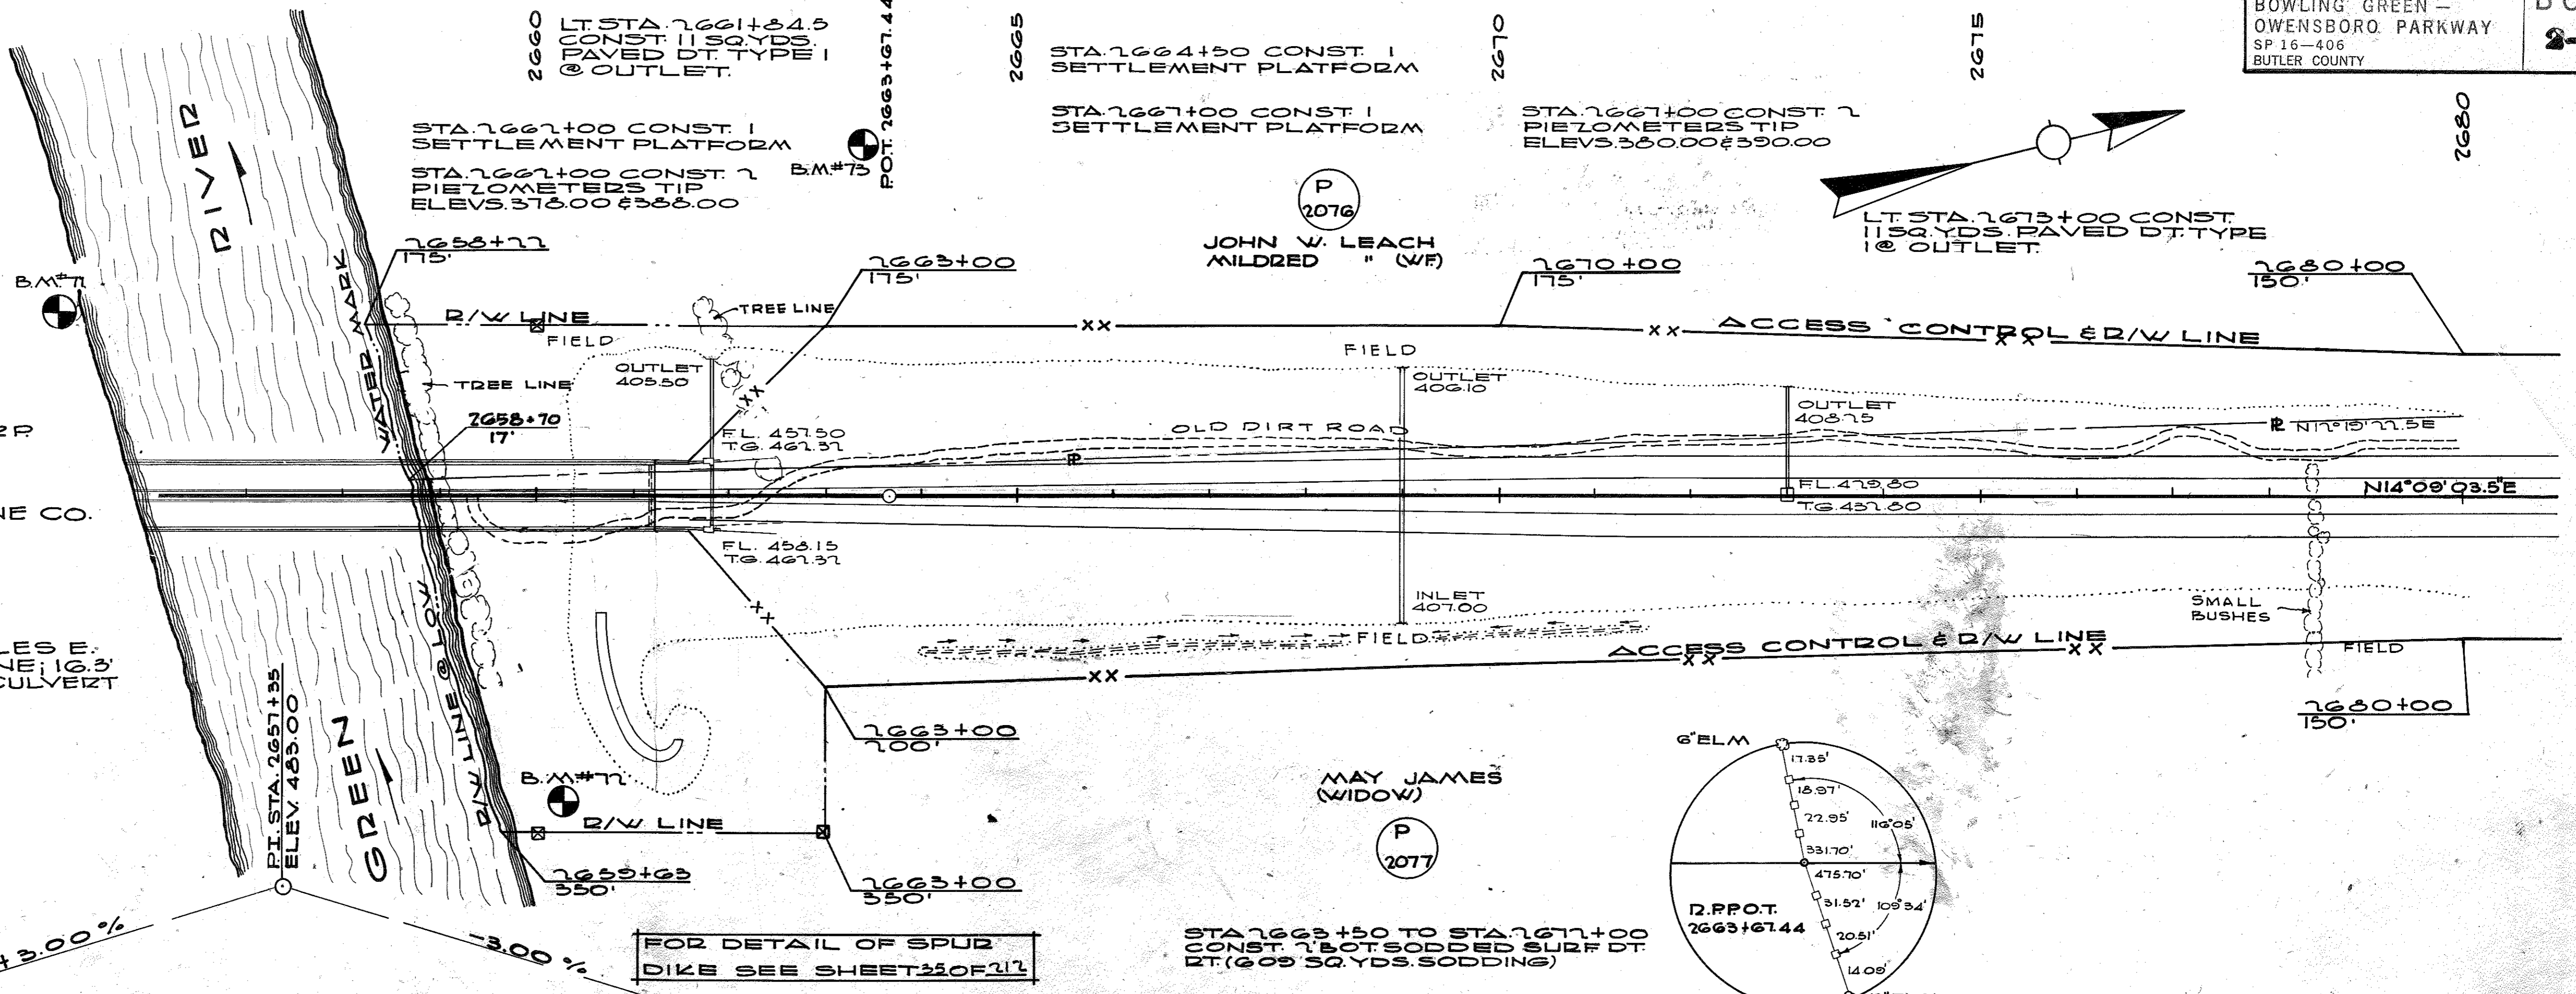 2660
LT. STA. 2661+84.5
CONST. 11 SQ. YDS.
PAVED DT. TYPE 1
@ OUTLET.
P.O.T. 2663+67.44
2665
STA. 2664+50 CONST. 1
SETTLEMENT PLATFORM
2670
2675
BOWLING GREEN —
OWENSBORO PARKWAY
SP 16—406
BUTLER COUNTY
STA. 2662+00 CONST. 1
SETTLEMENT PLATFORM
B.M.#73
STA. 2662+00 CONST. 2
PIEZOMETERS TIP
ELEVS. 378.00 & 388.00
STA. 2667+00 CONST. 1
SETTLEMENT PLATFORM
STA. 2667+00 CONST. 2
PIEZOMETERS TIP
ELEVS. 380.00 & 390.00
2680
P
2076
JOHN W. LEACH
MILDRED " (WF)
LT. STA. 2673+00 CONST.
11 SQ. YDS. PAVED DT. TYPE
1 @ OUTLET.
RIVER
B.M.#71
2658+22
175'
2663+00
175'
2670+00
175'
2680+00
150'
WATER MARK
R/W LINE
TREE LINE
FIELD
XX
XX
ACCESS CONTROL & R/W LINE
XX
FIELD
OUTLET
405.50
TREE LINE
XX
OUTLET
406.10
OUTLET
408.25
2658+70
17'
F.L. 457.50
T.G. 462.32
OLD DIRT ROAD
PL
PL N12°15'22.5E
F.L. 429.80
T.G. 432.80
N14°09'03.5"E
NE CO.
F.L. 458.15
T.G. 462.32
INLET
407.00
XX
FIELD
SMALL
BUSHES
LES E.
NE; 16.3'
CULVERT
R/W LINE @ LOW
ACCESS CONTROL & R/W LINE
XX
XX
XX
FIELD
P.I. STA. 2657+35
ELEV. 483.00
GREEN
2663+00
200'
2680+00
150'
B.M.#72
R/W LINE
MAY JAMES
(WIDOW)
P
2077
2659+63
350'
2663+00
350'
6"ELM
17.35'
18.97'
22.95'
116°05'
331.70'
475.70'
31.52'
109°34'
20.51'
14.09'
R.P.P.O.T.
2663+67.44
+3.00%
-3.00%
FOR DETAIL OF SPUR
DIKE SEE SHEET 35 OF 212
STA. 2663+50 TO STA. 2672+00
CONST. 2' BOT. SODDED SURF. DT.
RT. (609 SQ. YDS. SODDING)